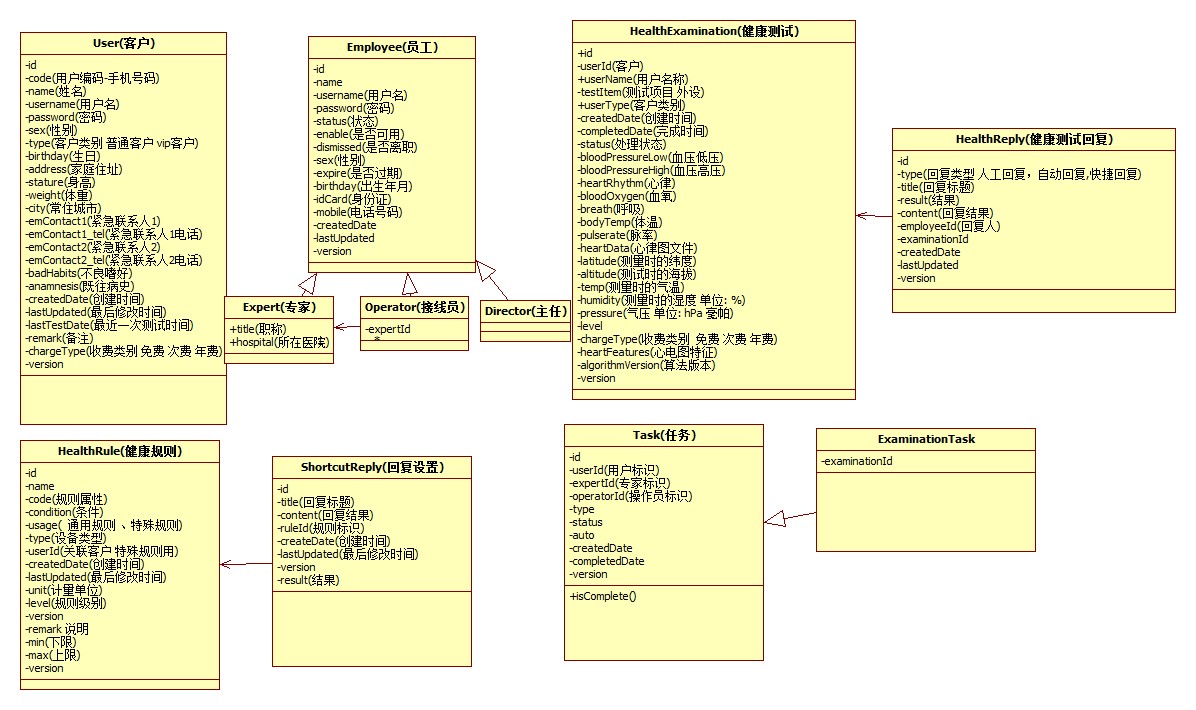 User(客户)
-id
-code(用户编码-手机号码)
-name(姓名)
-username(用户名)
-password(密码)
-sex(性别)
-type(客户类别 普通客户 vip客户)
-birthday(生日)
-address(家庭住址)
-stature(身高)
-weight(体重)
-city(常住城市)
-emContact1(紧急联系人1)
-emContact1_tel(紧急联系人1电话)
-emContact2(紧急联系人2)
-emContact2_tel(紧急联系人2电话)
-badHabits(不良嗜好)
-anamnesis(既往病史)
-createdDate(创建时间)
-lastUpdated(最后修改时间)
-lastTestDate(最近一次测试时间)
-remark(备注)
-chargeType(收费类别 免费 次费 年费)
-version
Employee(员工)
-id
-name
-username(用户名)
-password(密码)
-status(状态)
-enable(是否可用)
-dismissed(是否离职)
-sex(性别)
-expire(是否过期)
-birthday(出生年月)
-idCard(身份证)
-mobile(电话号码)
-createdDate
-lastUpdated
-version
Expert(专家)
+title(职称)
+hospital(所在医院)
Operator(接线员)
-expertId
*
Director(主任)
HealthExamination(健康测试)
+id
-userId(客户)
+userName(用户名称)
-testItem(测试项目 外设)
+userType(客户类别)
-createdDate(创建时间)
-completedDate(完成时间)
-status(处理状态)
-bloodPressureLow(血压低压)
-bloodPressureHigh(血压高压)
-heartRhythm(心律)
-bloodOxygen(血氧)
-breath(呼吸)
-bodyTemp(体温)
-pulserate(脉率)
-heartData(心律图文件)
-latitude(测量时的纬度)
-altitude(测试时的海拔)
-temp(测量时的气温)
-humidity(测量时的湿度 单位: %)
-pressure(气压 单位: hPa 毫帕)
-level
-chargeType(收费类别  免费 次费 年费)
-heartFeatures(心电图特征)
-algorithmVersion(算法版本)
-version
HealthReply(健康测试回复)
-id
-type(回复类型 人工回复，自动回复,快捷回复)
-title(回复标题)
-result(结果)
-content(回复结果)
-employeeId(回复人)
-examinationId
-createdDate
-lastUpdated
-version
HealthRule(健康规则)
-id
-name
-code(规则属性)
-condition(条件)
-usage(  通用规则 、特殊规则)
-type(设备类型)
-userId(关联客户 特殊规则用)
-createdDate(创建时间)
-lastUpdated(最后修改时间)
-unit(计量单位)
-level(规则级别)
-version
-remark 说明
-min(下限)
-max(上限)
-version
ShortcutReply(回复设置)
-id
-title(回复标题)
-content(回复结果)
-ruleId(规则标识)
-createDate(创建时间)
-lastUpdated(最后修改时间)
-version
-result(结果)
Task(任务)
-id
-userId(用户标识)
-expertId(专家标识)
-operatorId(操作员标识)
-type
-status
-auto
-createdDate
-completedDate
-version
+isComplete()
ExaminationTask
-examinationId